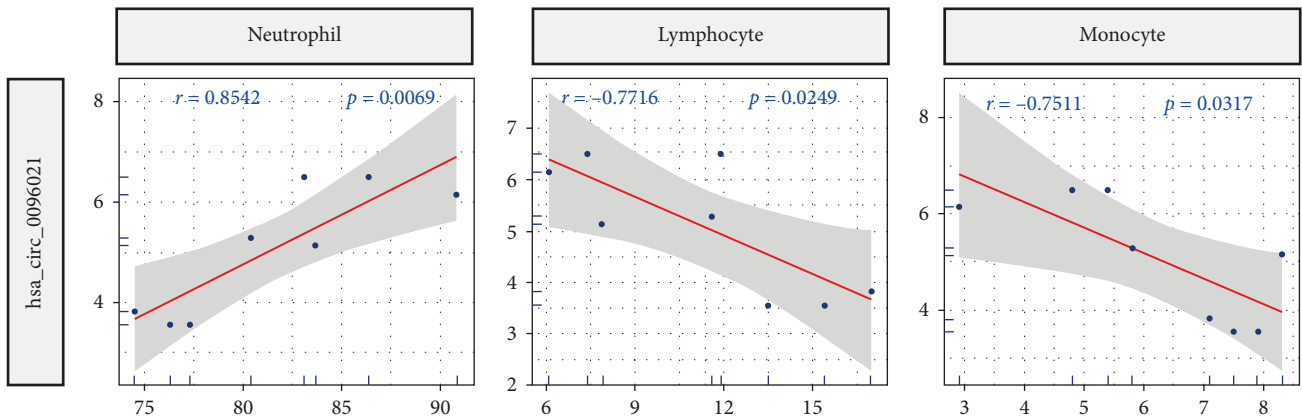 Neutrophil
Lymphocyte
Monocyte
hsa_circ_0096021
r = 0.8542
p = 0.0069
8
6
4
75
80
85
90
r = –0.7716
p = 0.0249
7
6
5
4
3
2
6
9
12
15
r = –0.7511
p = 0.0317
8
6
4
3
4
5
6
7
8